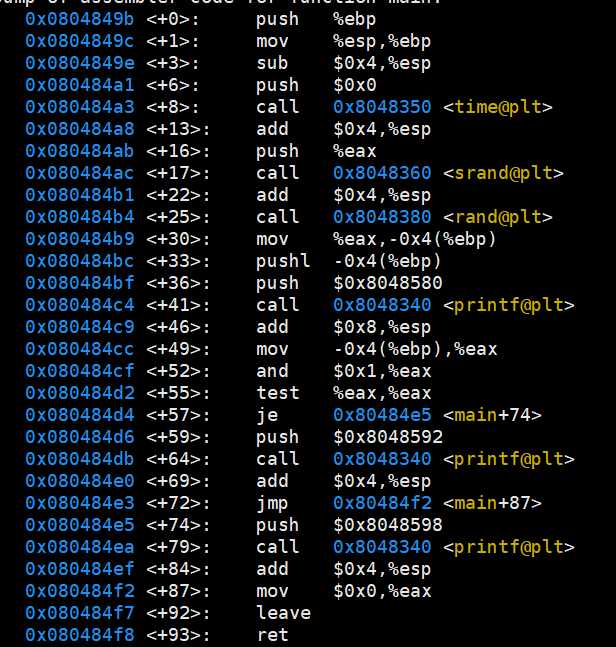 ump of assembler code for function main:
0x0804849b <+0>: push %ebp
0x0804849c <+1>: mov %esp,%ebp
0x0804849e <+3>: sub $0x4,%esp
0x080484a1 <+6>: push $0x0
0x080484a3 <+8>: call 0x8048350 <time@plt>
0x080484a8 <+13>: add $0x4,%esp
0x080484ab <+16>: push %eax
0x080484ac <+17>: call 0x8048360 <srand@plt>
0x080484b1 <+22>: add $0x4,%esp
0x080484b4 <+25>: call 0x8048380 <rand@plt>
0x080484b9 <+30>: mov %eax,-0x4(%ebp)
0x080484bc <+33>: pushl -0x4(%ebp)
0x080484bf <+36>: push $0x8048580
0x080484c4 <+41>: call 0x8048340 <printf@plt>
0x080484c9 <+46>: add $0x8,%esp
0x080484cc <+49>: mov -0x4(%ebp),%eax
0x080484cf <+52>: and $0x1,%eax
0x080484d2 <+55>: test %eax,%eax
0x080484d4 <+57>: je 0x80484e5 <main+74>
0x080484d6 <+59>: push $0x8048592
0x080484db <+64>: call 0x8048340 <printf@plt>
0x080484e0 <+69>: add $0x4,%esp
0x080484e3 <+72>: jmp 0x80484f2 <main+87>
0x080484e5 <+74>: push $0x8048598
0x080484ea <+79>: call 0x8048340 <printf@plt>
0x080484ef <+84>: add $0x4,%esp
0x080484f2 <+87>: mov $0x0,%eax
0x080484f7 <+92>: leave
0x080484f8 <+93>: ret